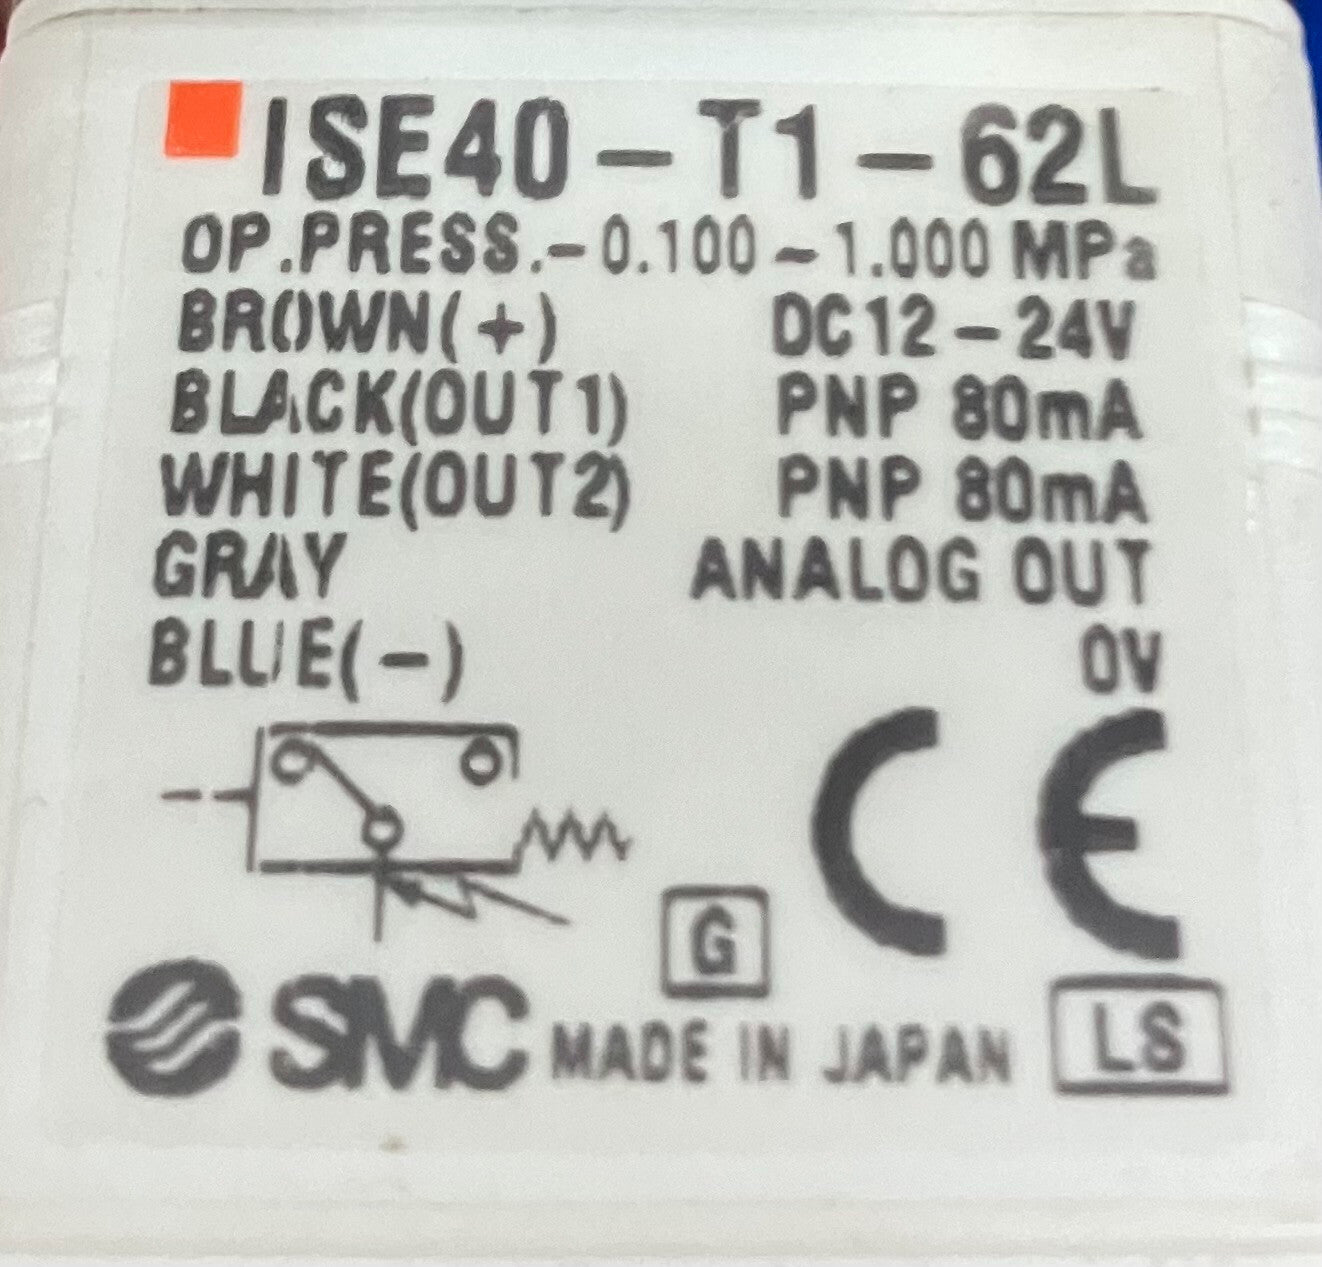 ISE40-T1-62L
OP.PRESS.-0.100~1.000 MPa
BROWN(+) DC12-24V
BLACK(OUT1) PNP 80mA
WHITE(OUT2) PNP 80mA
GRAY ANALOG OUT
BLUE(-) 0V
CE
G
SMC MADE IN JAPAN LS